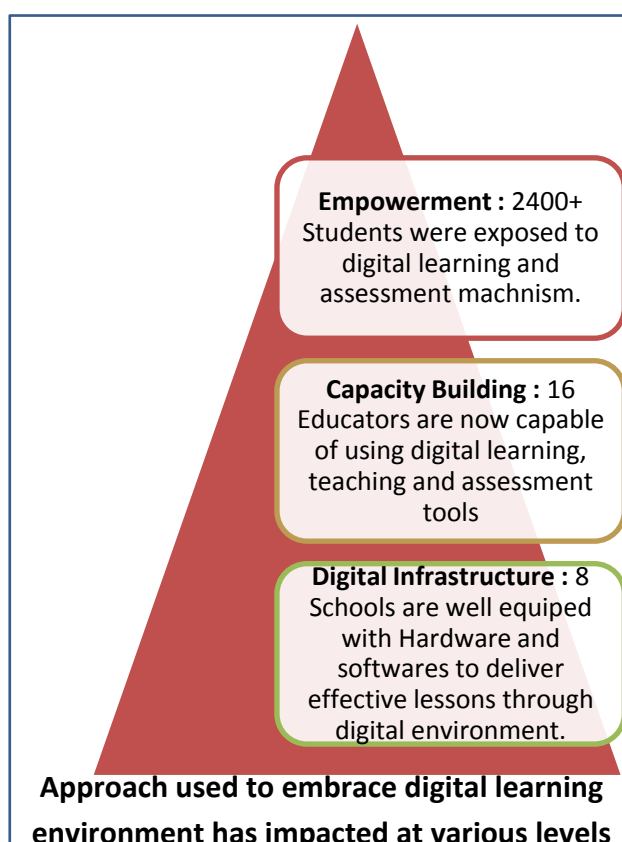 Empowerment : 2400+
Students were exposed to
digital learning and
assessment machnism.
Capacity Building : 16
Educators are now capable
of using digital learning,
teaching and assessment
tools
Digital Infrastructure : 8
Schools are well equiped
with Hardware and
softwares to deliver
effective lessons through
digital environment.
Approach used to embrace digital learning
environment has impacted at various levels